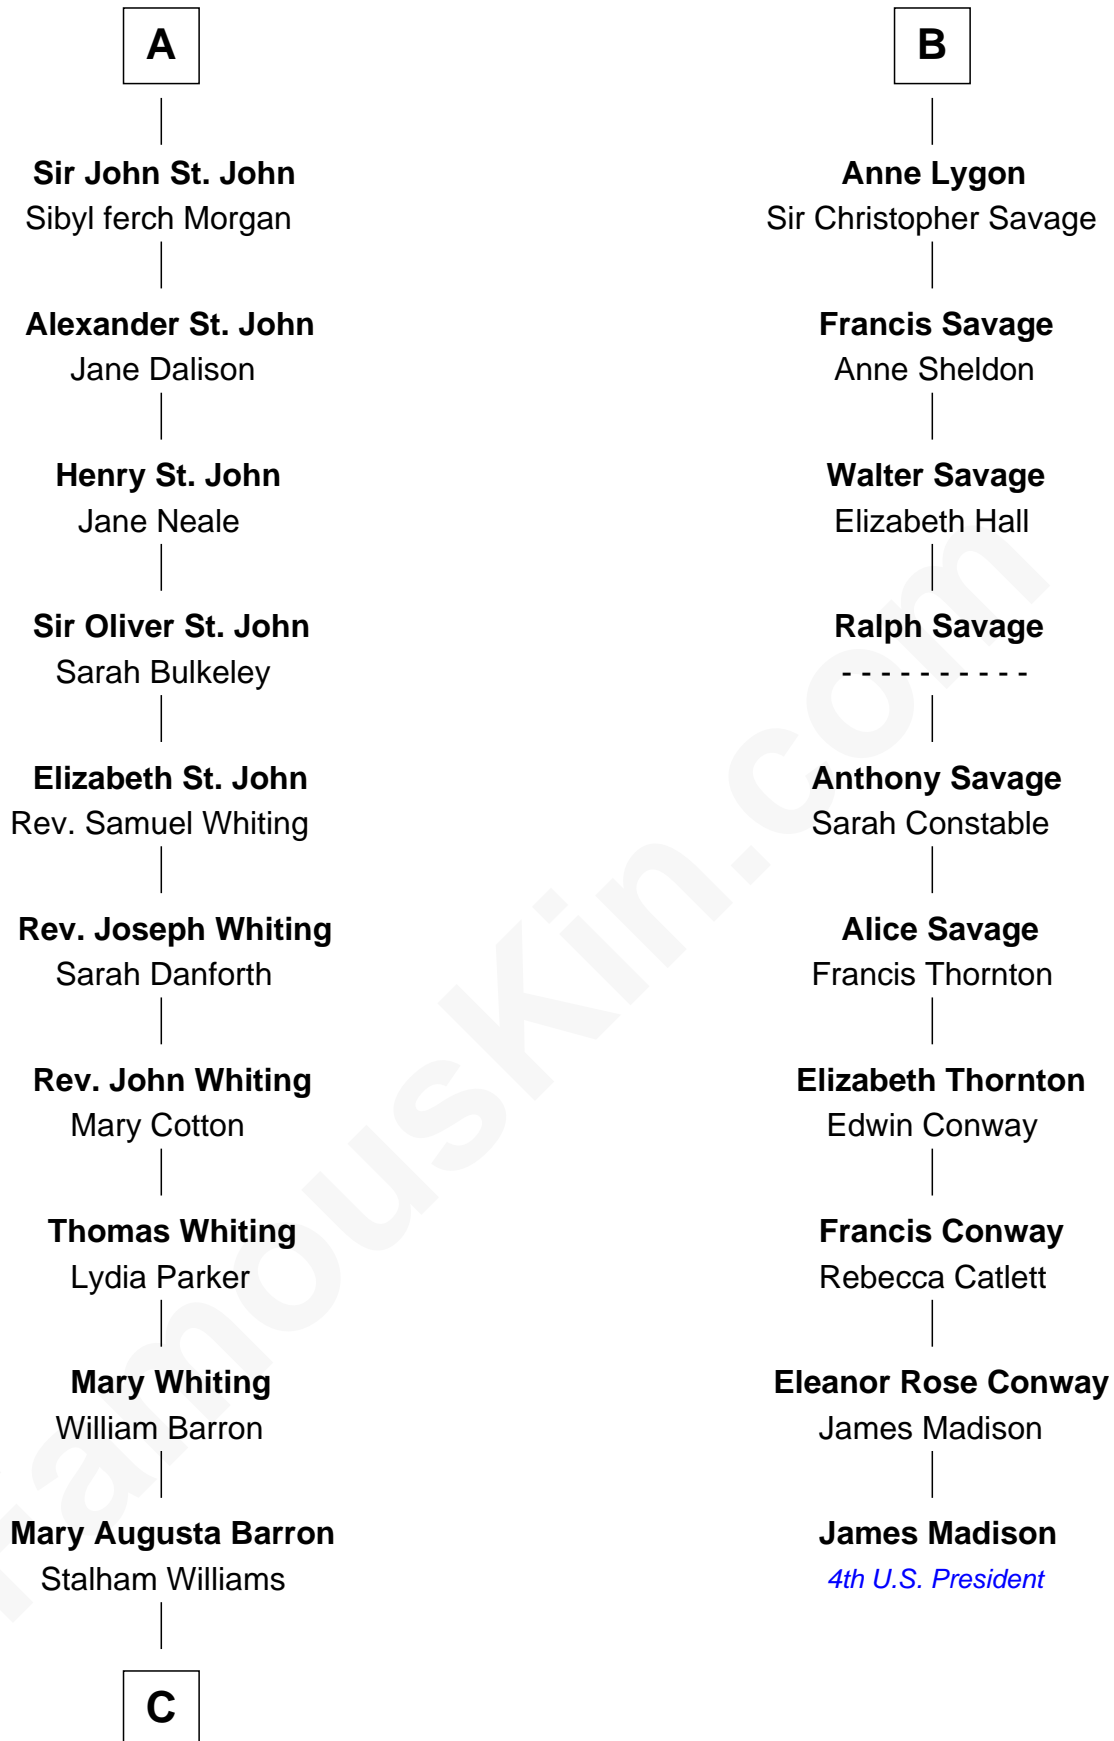 A
Sir John St. John
Sibyl ferch Morgan
Alexander St. John
Jane Dalison
Henry St. John
Jane Neale
Sir Oliver St. John
Sarah Bulkeley
Elizabeth St. John
Rev. Samuel Whiting
Rev. Joseph Whiting
Sarah Danforth
Rev. John Whiting
Mary Cotton
Thomas Whiting
Lydia Parker
Mary Whiting
William Barron
Mary Augusta Barron
Stalham Williams
C
B
Anne Lygon
Sir Christopher Savage
Francis Savage
Anne Sheldon
Walter Savage
Elizabeth Hall
Ralph Savage
- - - - - - - - - -
Anthony Savage
Sarah Constable
Alice Savage
Francis Thornton
Elizabeth Thornton
Edwin Conway
Francis Conway
Rebecca Catlett
Eleanor Rose Conway
James Madison
James Madison
4th U.S. President
FamousKin.com